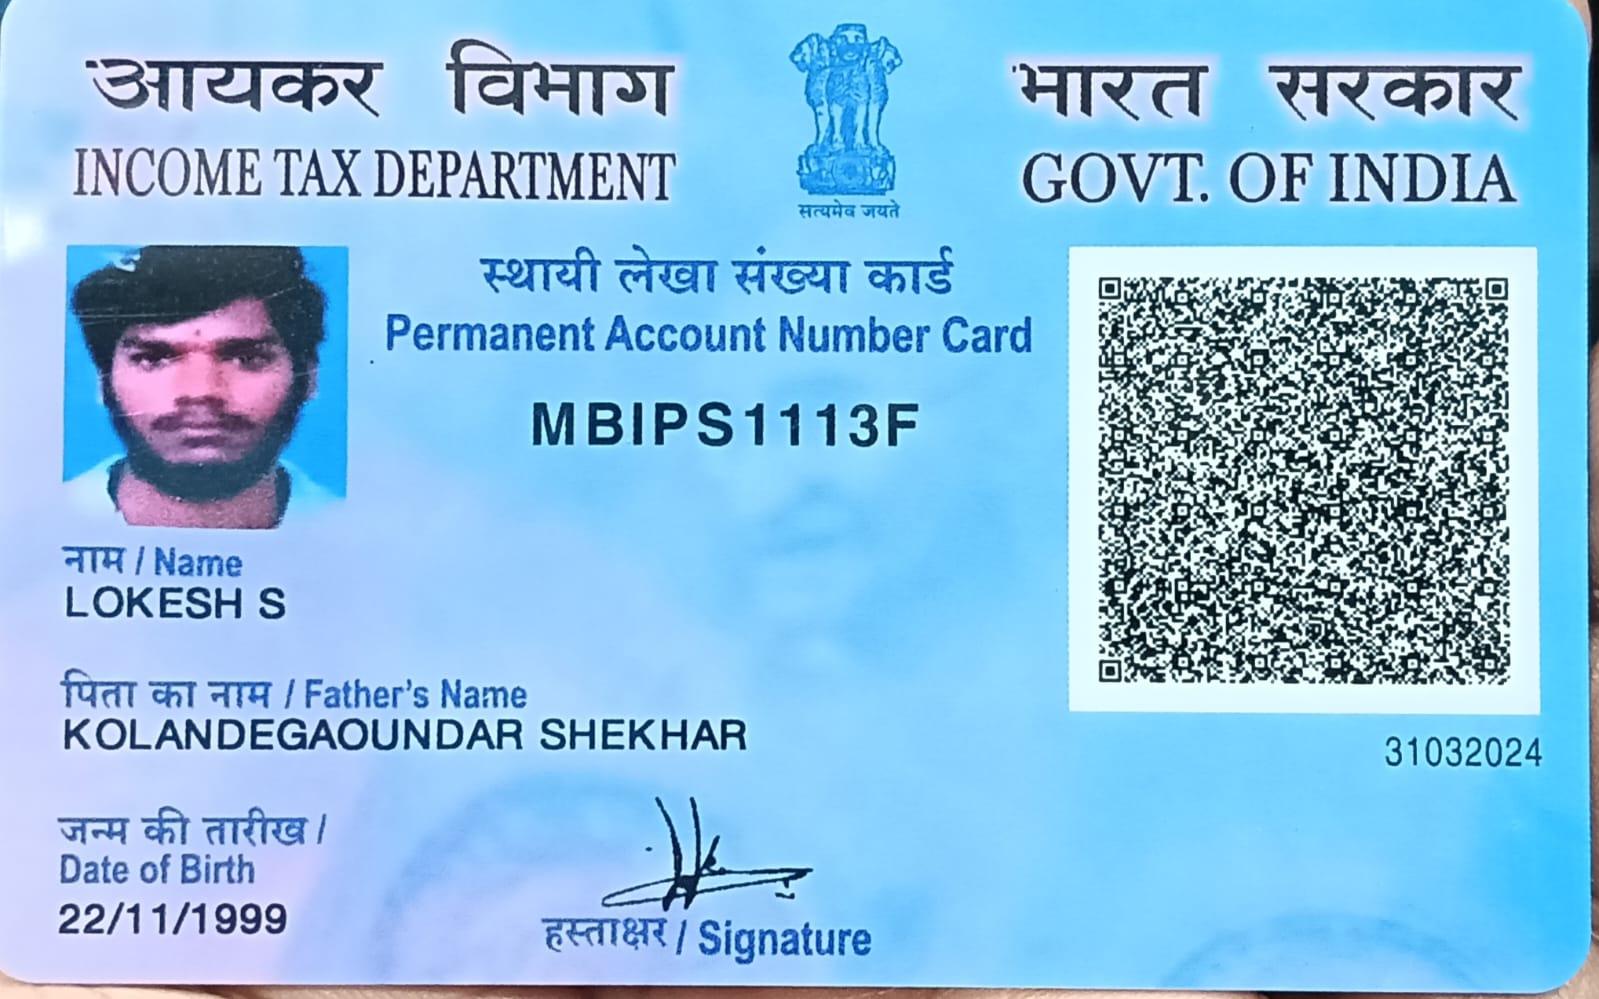 आयकर विभाग
INCOME TAX DEPARTMENT
सत्यमेव जयते
भारत सरकार
GOVT. OF INDIA
स्थायी लेखा संख्या कार्ड
Permanent Account Number Card
MBIPS1113F
नाम / Name
LOKESH S
पिता का नाम / Father's Name
KOLANDEGAOUNDAR SHEKHAR
31032024
जन्म की तारीख /
Date of Birth
22/11/1999
हस्ताक्षर / Signature